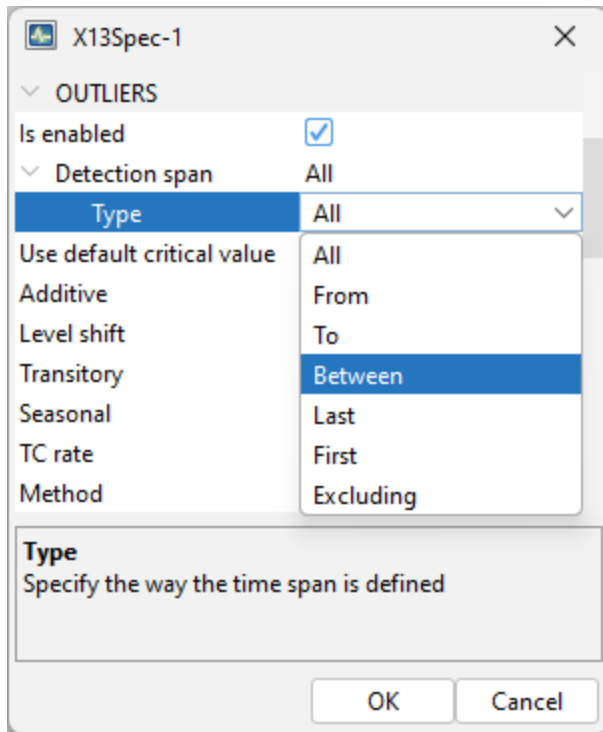 X13Spec-1
OUTLIERS
Is enabled
Detection span All
Type All
Use default critical value All
Additive From
Level shift To
Transitory Between
Seasonal Last
TC rate First
Method Excluding
Type
Specify the way the time span is defined
OK Cancel